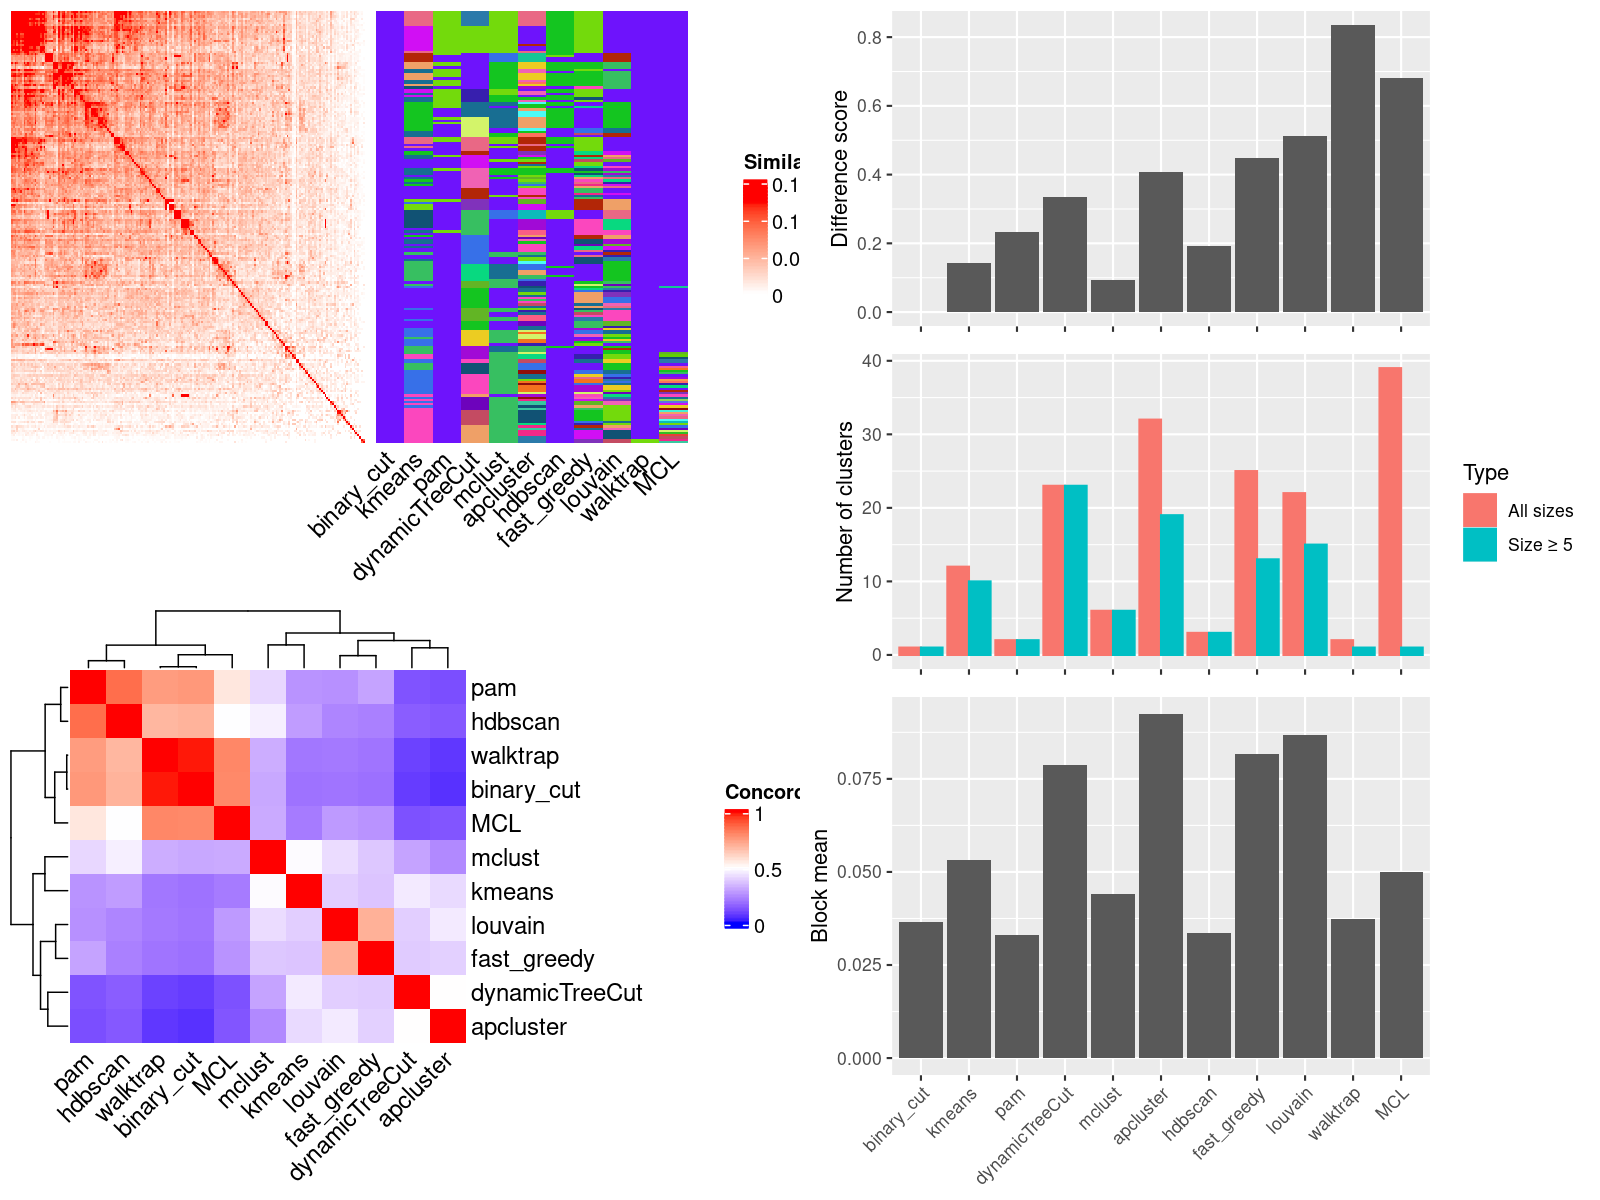 Simila
0.1
0.1
0.0
0
binary_cut
kmeans
pam
dynamicTreeCut
mclust
apcluster
hdbscan
fast_greedy
louvain
walktrap
MCL
pam
hdbscan
walktrap
binary_cut
MCL
mclust
kmeans
louvain
fast_greedy
dynamicTreeCut
apcluster
pam
hdbscan
walktrap
binary_cut
MCL
mclust
kmeans
louvain
fast_greedy
dynamicTreeCut
apcluster
Concord
1
0.5
0
Difference score
0.8
0.6
0.4
0.2
0.0
Number of clusters
40
30
20
10
0
Type
All sizes
Size ≥ 5
Block mean
0.075
0.050
0.025
0.000
binary_cut
kmeans
pam
dynamicTreeCut
mclust
apcluster
hdbscan
fast_greedy
louvain
walktrap
MCL